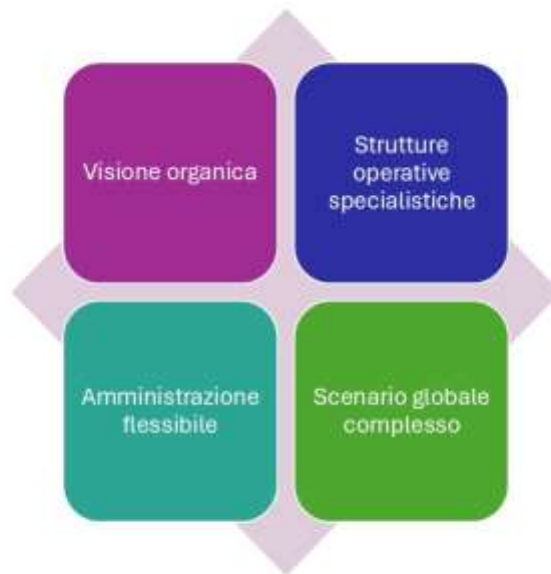 Visione organica
Strutture
operative
specialistiche
Amministrazione
flessibile
Scenario globale
complesso